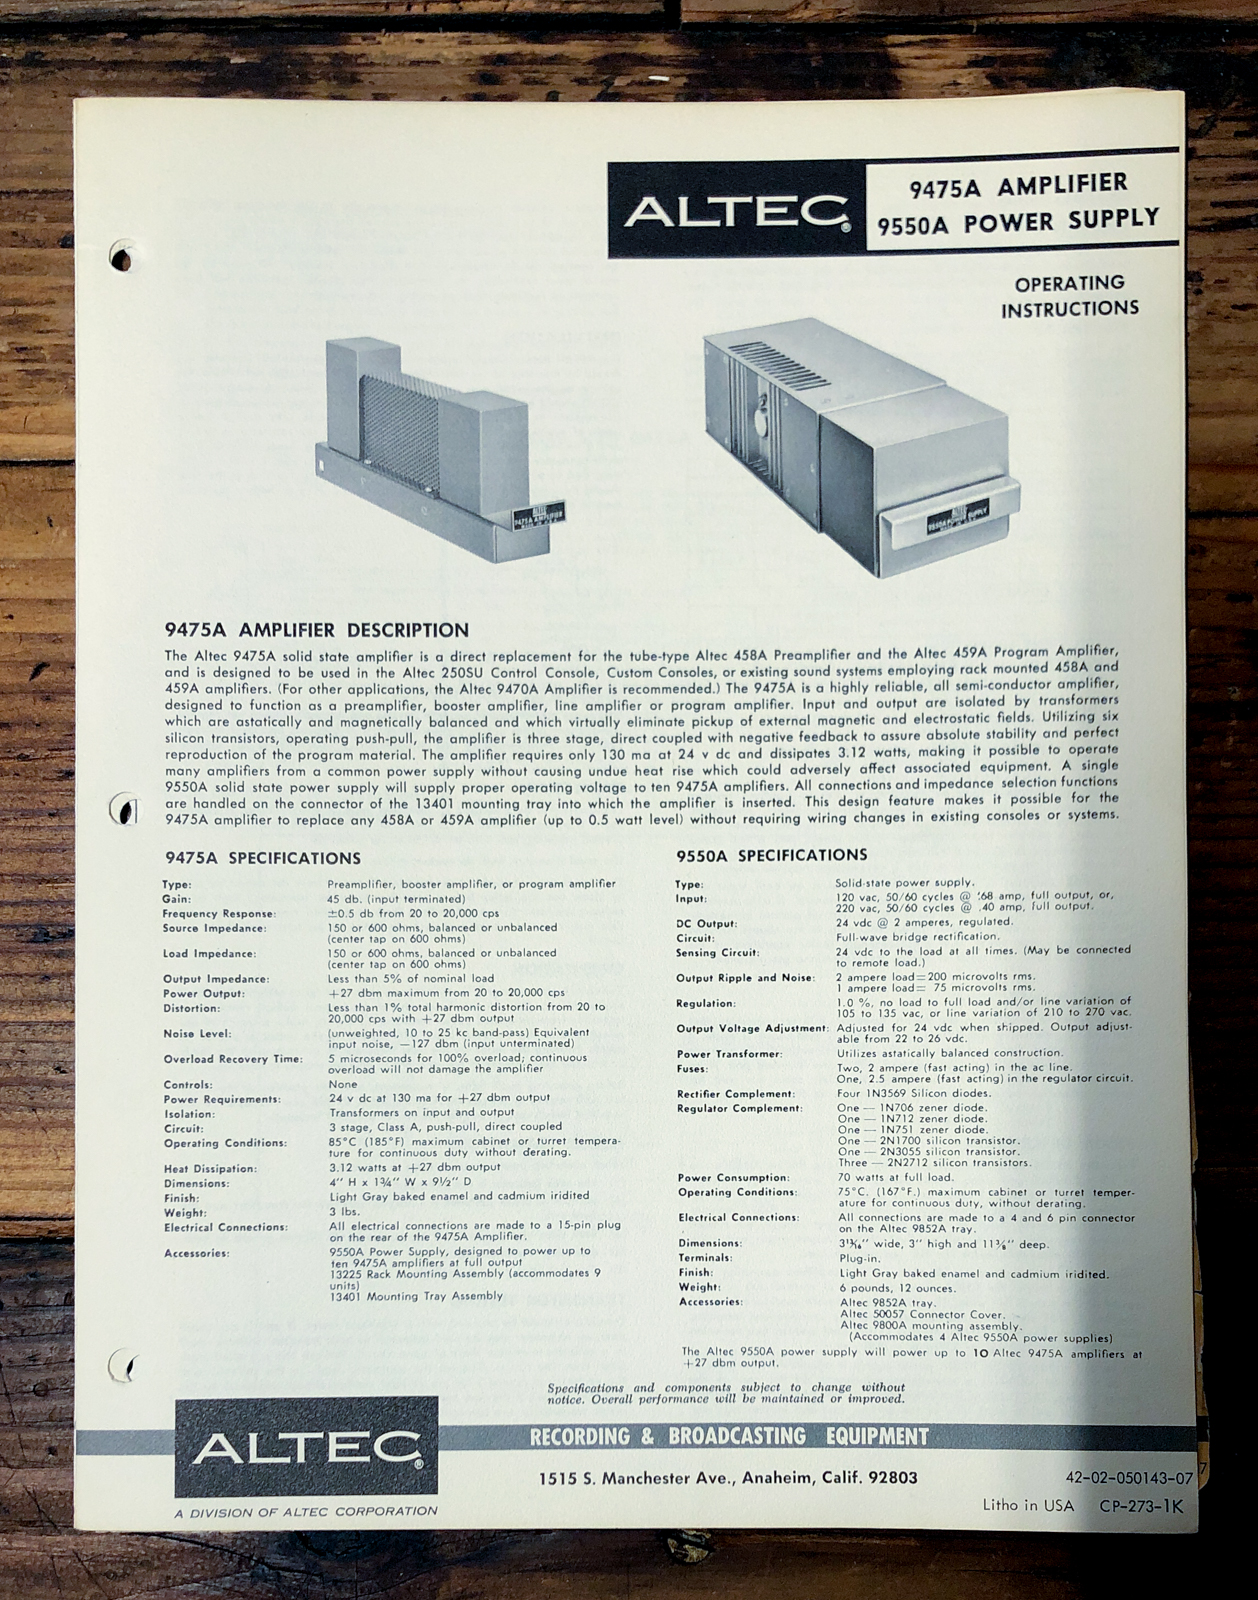 ALTEC®
9475A AMPLIFIER
9550A POWER SUPPLY
OPERATING
INSTRUCTIONS
ALTEC
9475A AMPLIFIER
ALTEC
9550A POWER SUPPLY
9475A AMPLIFIER DESCRIPTION
The Altec 9475A solid state amplifier is a direct replacement for the tube-type Altec 458A Preamplifier and the Altec 459A Program Amplifier,
and is designed to be used in the Altec 250SU Control Console, Custom Consoles, or existing sound systems employing rack mounted 458A and
459A amplifiers. (For other applications, the Altec 9470A Amplifier is recommended.) The 9475A is a highly reliable, all semi-conductor amplifier,
designed to function as a preamplifier, booster amplifier, line amplifier or program amplifier. Input and output are isolated by transformers
which are astatically and magnetically balanced and which virtually eliminate pickup of external magnetic and electrostatic fields. Utilizing six
silicon transistors, operating push-pull, the amplifier is three stage, direct coupled with negative feedback to assure absolute stability and perfect
reproduction of the program material. The amplifier requires only 130 ma at 24 v dc and dissipates 3.12 watts, making it possible to operate
many amplifiers from a common power supply without causing undue heat rise which could adversely affect associated equipment. A single
9550A solid state power supply will supply proper operating voltage to ten 9475A amplifiers. All connections and impedance selection functions
are handled on the connector of the 13401 mounting tray into which the amplifier is inserted. This design feature makes it possible for the
9475A amplifier to replace any 458A or 459A amplifier (up to 0.5 watt level) without requiring wiring changes in existing consoles or systems.
9475A SPECIFICATIONS
Type: Preamplifier, booster amplifier, or program amplifier
Gain: 45 db. (input terminated)
Frequency Response: ±0.5 db from 20 to 20,000 cps
Source Impedance: 150 or 600 ohms, balanced or unbalanced
(center tap on 600 ohms)
Load Impedance: 150 or 600 ohms, balanced or unbalanced
(center tap on 600 ohms)
Output Impedance: Less than 5% of nominal load
Power Output: +27 dbm maximum from 20 to 20,000 cps
Distortion: Less than 1% total harmonic distortion from 20 to
20,000 cps with +27 dbm output
Noise Level: (unweighted, 10 to 25 kc band-pass) Equivalent
input noise, —127 dbm (input unterminated)
Overload Recovery Time: 5 microseconds for 100% overload; continuous
overload will not damage the amplifier
Controls: None
Power Requirements: 24 v dc at 130 ma for +27 dbm output
Isolation: Transformers on input and output
Circuit: 3 stage, Class A, push-pull, direct coupled
Operating Conditions: 85°C (185°F) maximum cabinet or turret tempera-
ture for continuous duty without derating.
Heat Dissipation: 3.12 watts at +27 dbm output
Dimensions: 4″ H x 1¾″ W x 9½″ D
Finish: Light Gray baked enamel and cadmium iridited
Weight: 3 lbs.
Electrical Connections: All electrical connections are made to a 15-pin plug
on the rear of the 9475A Amplifier.
Accessories: 9550A Power Supply, designed to power up to
ten 9475A amplifiers at full output
13225 Rack Mounting Assembly (accommodates 9
units)
13401 Mounting Tray Assembly
9550A SPECIFICATIONS
Type: Solid-state power supply.
Input: 120 vac, 50/60 cycles @ .68 amp, full output, or,
220 vac, 50/60 cycles @ .40 amp, full output.
DC Output: 24 vdc @ 2 amperes, regulated.
Circuit: Full-wave bridge rectification.
Sensing Circuit: 24 vdc to the load at all times. (May be connected
to remote load.)
Output Ripple and Noise: 2 ampere load=200 microvolts rms.
1 ampere load= 75 microvolts rms.
Regulation: 1.0 %, no load to full load and/or line variation of
105 to 135 vac, or line variation of 210 to 270 vac.
Output Voltage Adjustment: Adjusted for 24 vdc when shipped. Output adjust-
able from 22 to 26 vdc.
Power Transformer: Utilizes astatically balanced construction.
Fuses: Two, 2 ampere (fast acting) in the ac line.
One, 2.5 ampere (fast acting) in the regulator circuit.
Rectifier Complement: Four 1N3569 Silicon diodes.
Regulator Complement: One — 1N706 zener diode.
One — 1N712 zener diode.
One — 1N751 zener diode.
One — 2N1700 silicon transistor.
One — 2N3055 silicon transistor.
Three — 2N2712 silicon transistors.
Power Consumption: 70 watts at full load.
Operating Conditions: 75°C. (167°F.) maximum cabinet or turret temper-
ature for continuous duty, without derating.
Electrical Connections: All connections are made to a 4 and 6 pin connector
on the Altec 9852A tray.
Dimensions: 3¹³⁄₁₆″ wide, 3″ high and 11⅜″ deep.
Terminals: Plug-in.
Finish: Light Gray baked enamel and cadmium iridited.
Weight: 6 pounds, 12 ounces.
Accessories: Altec 9852A tray.
Altec 50057 Connector Cover.
Altec 9800A mounting assembly.
(Accommodates 4 Altec 9550A power supplies)
The Altec 9550A power supply will power up to 10 Altec 9475A amplifiers at
+27 dbm output.
Specifications and components subject to change without
notice. Overall performance will be maintained or improved.
ALTEC®
A DIVISION OF ALTEC CORPORATION
RECORDING & BROADCASTING EQUIPMENT
1515 S. Manchester Ave., Anaheim, Calif. 92803
42-02-050143-07
Litho in USA CP-273-1K